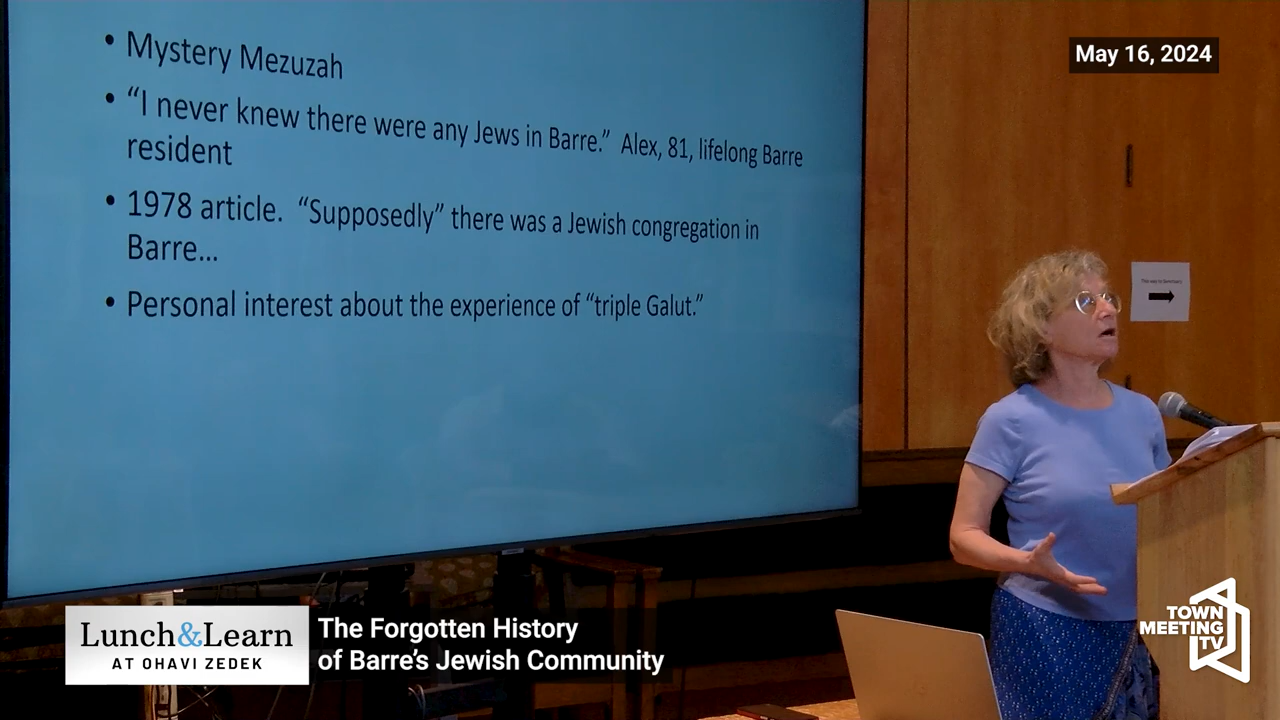 • Mystery Mezuzah
• “I never knew there were any Jews in Barre.” Alex, 81, lifelong Barre
resident
• 1978 article. “Supposedly” there was a Jewish congregation in
Barre...
• Personal interest about the experience of “triple Galut.”
May 16, 2024
Lunch&Learn
AT OHAVI ZEDEK
The Forgotten History
of Barre’s Jewish Community
TOWN
MEETING
TV